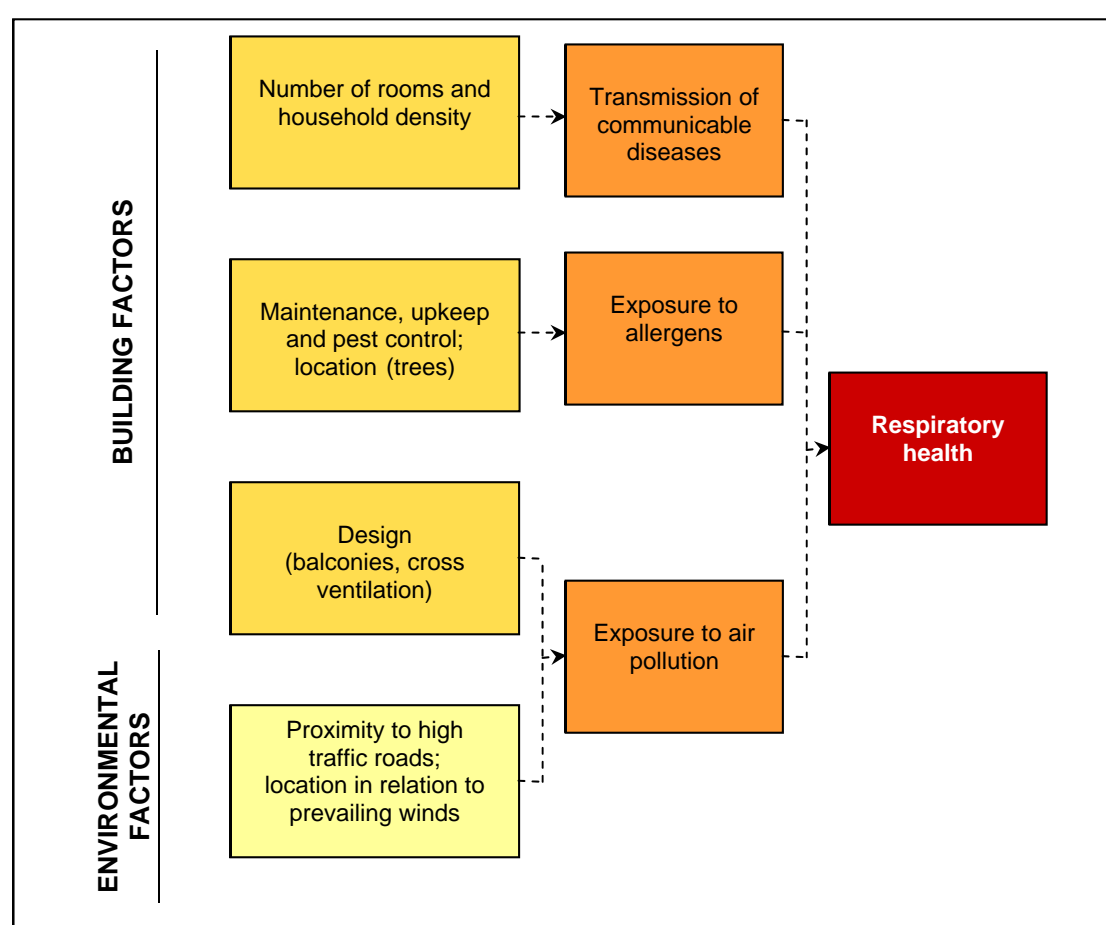 BUILDING FACTORS
Number of rooms and
household density
Transmission of
communicable
diseases
Maintenance, upkeep
and pest control;
location (trees)
Exposure to
allergens
Respiratory
health
Design
(balconies, cross
ventilation)
Exposure to air
pollution
ENVIRONMENTAL
FACTORS
Proximity to high
traffic roads;
location in relation to
prevailing winds